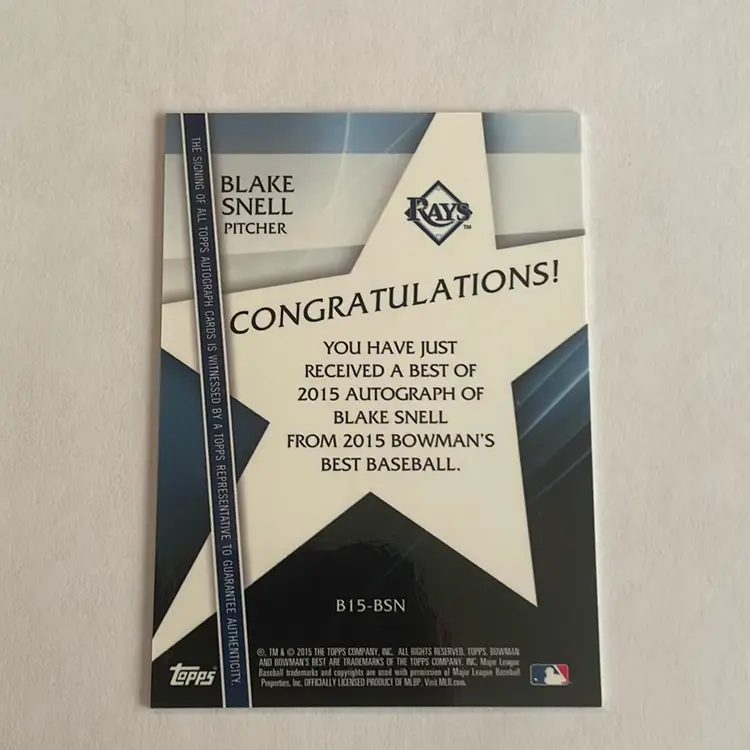 THE SIGNING OF ALL TOPPS AUTOGRAPH CARDS IS WITNESSED BY A TOPPS REPRESENTATIVE TO GUARANTEE AUTHENTICITY.
BLAKE
SNELL
PITCHER
RAYS
TM
CONGRATULATIONS!
YOU HAVE JUST
RECEIVED A BEST OF
2015 AUTOGRAPH OF
BLAKE SNELL
FROM 2015 BOWMAN'S
BEST BASEBALL.
B15-BSN
®, TM & © 2015 THE TOPPS COMPANY, INC. ALL RIGHTS RESERVED. TOPPS, BOWMAN
AND BOWMAN'S BEST ARE TRADEMARKS OF THE TOPPS COMPANY, INC. Major League
Baseball trademarks and copyrights are used with permission of Major League Baseball
Properties, Inc. OFFICIALLY LICENSED PRODUCT OF MLBP. Visit MLB.com.
TOPPS